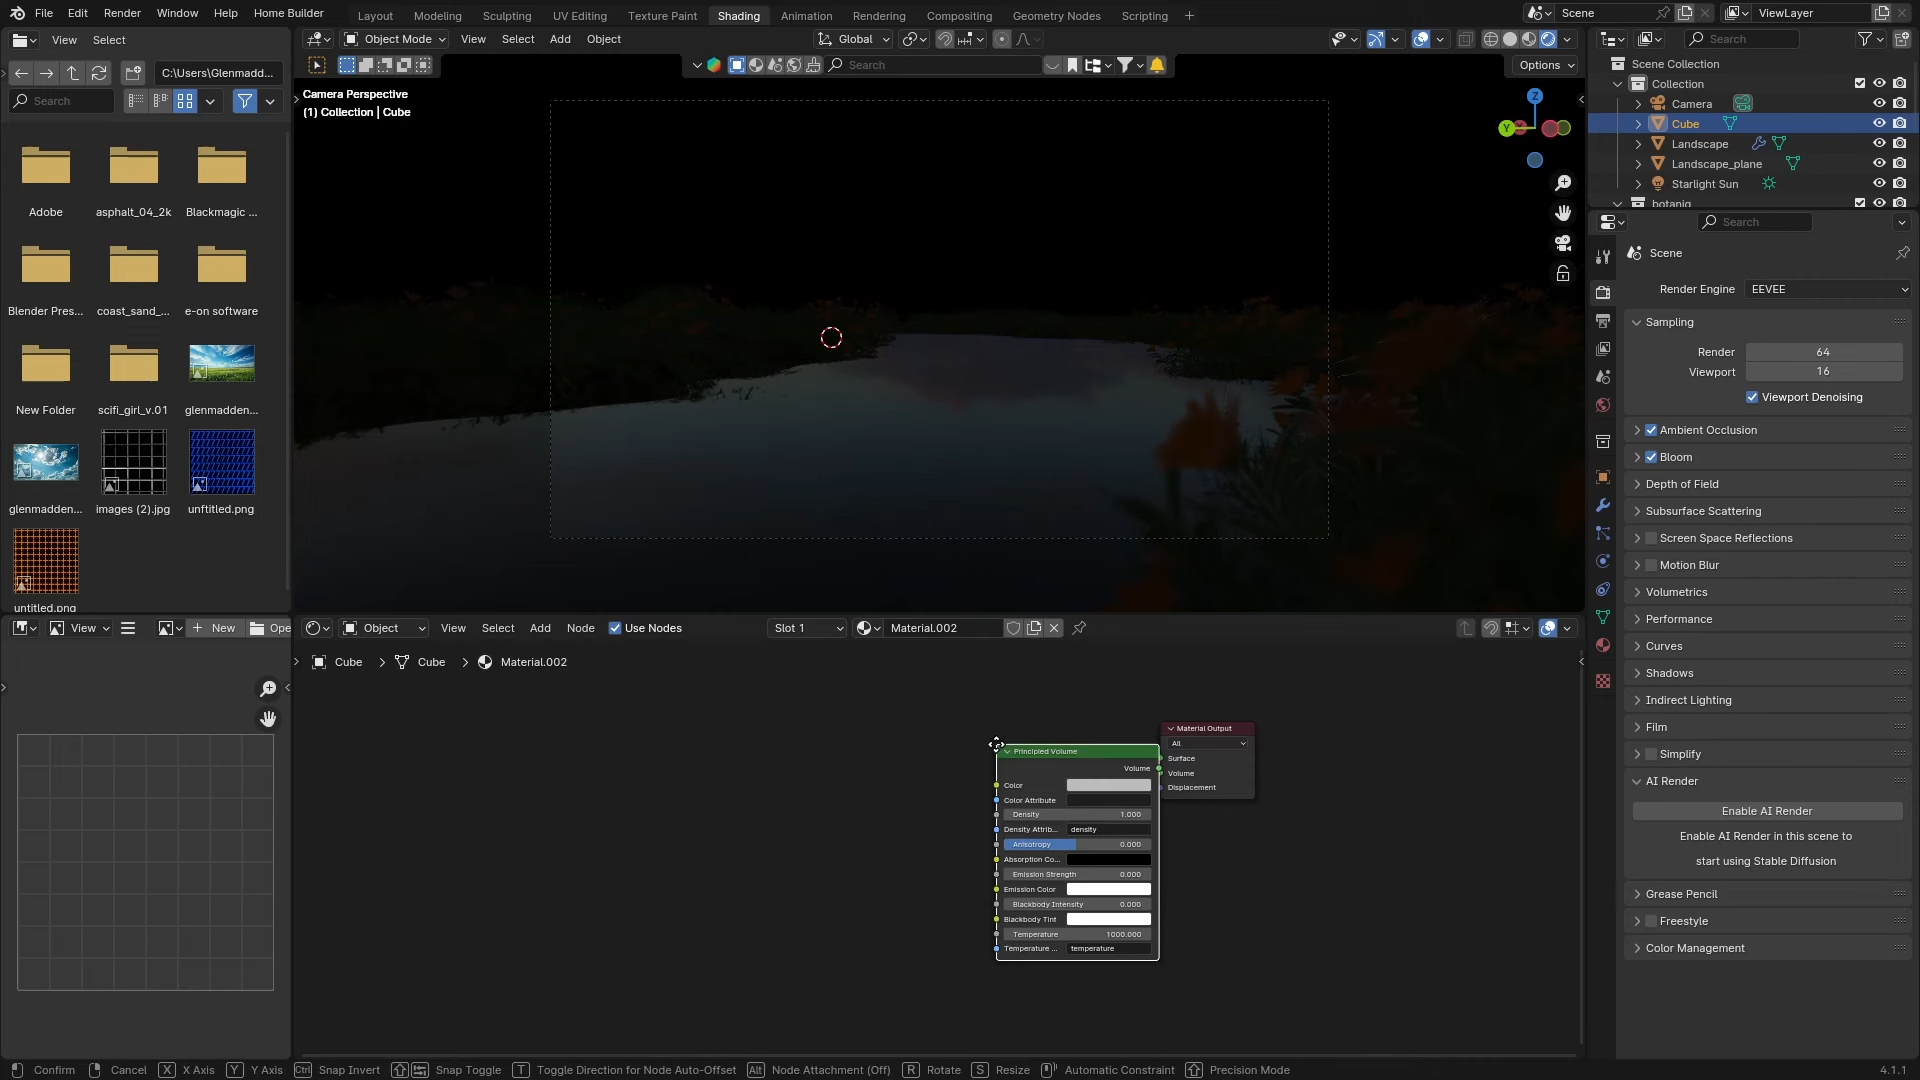 File Edit Render Window Help Home Builder
Layout Modeling Sculpting UV Editing Texture Paint Shading Animation Rendering Compositing Geometry Nodes Scripting +
Scene
ViewLayer
View Select
Object Mode View Select Add Object
Global
Search
C:\Users\Glenmadd...
Search
Search
Options
Camera Perspective
(1) Collection | Cube
Z
Y
Scene Collection
Collection
Camera
Cube
Landscape
Landscape_plane
Starlight Sun
botaniq
Search
Scene
Render Engine EEVEE
Sampling
Render 64
Viewport 16
Viewport Denoising
Ambient Occlusion
Bloom
Depth of Field
Subsurface Scattering
Screen Space Reflections
Motion Blur
Volumetrics
Performance
Curves
Shadows
Indirect Lighting
Film
Simplify
AI Render
Enable AI Render
Enable AI Render in this scene to
start using Stable Diffusion
Grease Pencil
Freestyle
Color Management
Adobe asphalt_04_2k Blackmagic ...
Blender Pres... coast_sand_... e-on software
New Folder scifi_girl_v.01 glenmadden...
glenmadden... images (2).jpg unftitled.png
untitled.png
View New Ope
Object View Select Add Node Use Nodes Slot 1 Material.002
Cube > Cube > Material.002
Material Output
All
Surface
Volume
Displacement
Principled Volume
Volume
Color
Color Attribute
Density 1.000
Density Attrib... density
Anisotropy 0.000
Absorption Co...
Emission Strength 0.000
Emission Color
Blackbody Intensity 0.000
Blackbody Tint
Temperature 1000.000
Temperature ... temperature
Confirm Cancel X X Axis Y Y Axis Ctrl Snap Invert Snap Toggle T Toggle Direction for Node Auto-Offset Alt Node Attachment (Off) R Rotate S Resize Automatic Constraint Precision Mode 4.1.1